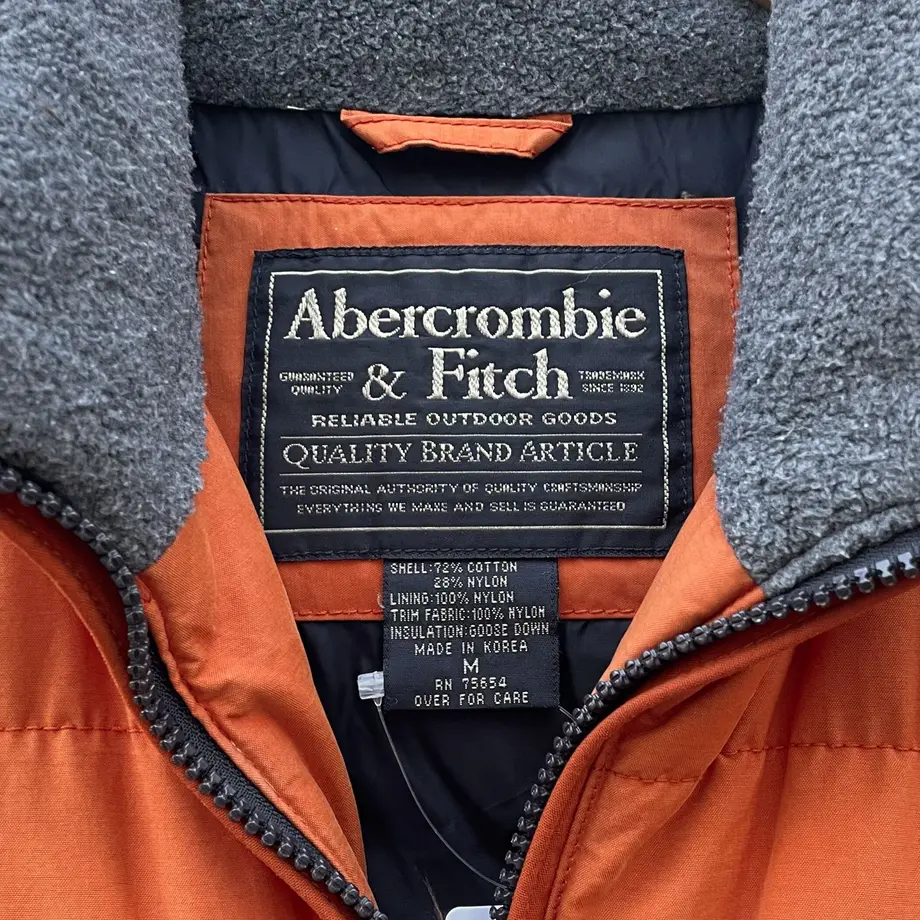 Abercrombie
& Fitch
GUARANTEED
QUALITY
TRADEMARK
SINCE 1892
RELIABLE OUTDOOR GOODS
QUALITY BRAND ARTICLE
THE ORIGINAL AUTHORITY OF QUALITY CRAFTSMANSHIP
EVERYTHING WE MAKE AND SELL IS GUARANTEED
SHELL:72% COTTON
28% NYLON
LINING:100% NYLON
TRIM FABRIC:100% NYLON
INSULATION:GOOSE DOWN
MADE IN KOREA
M
RN 75654
OVER FOR CARE